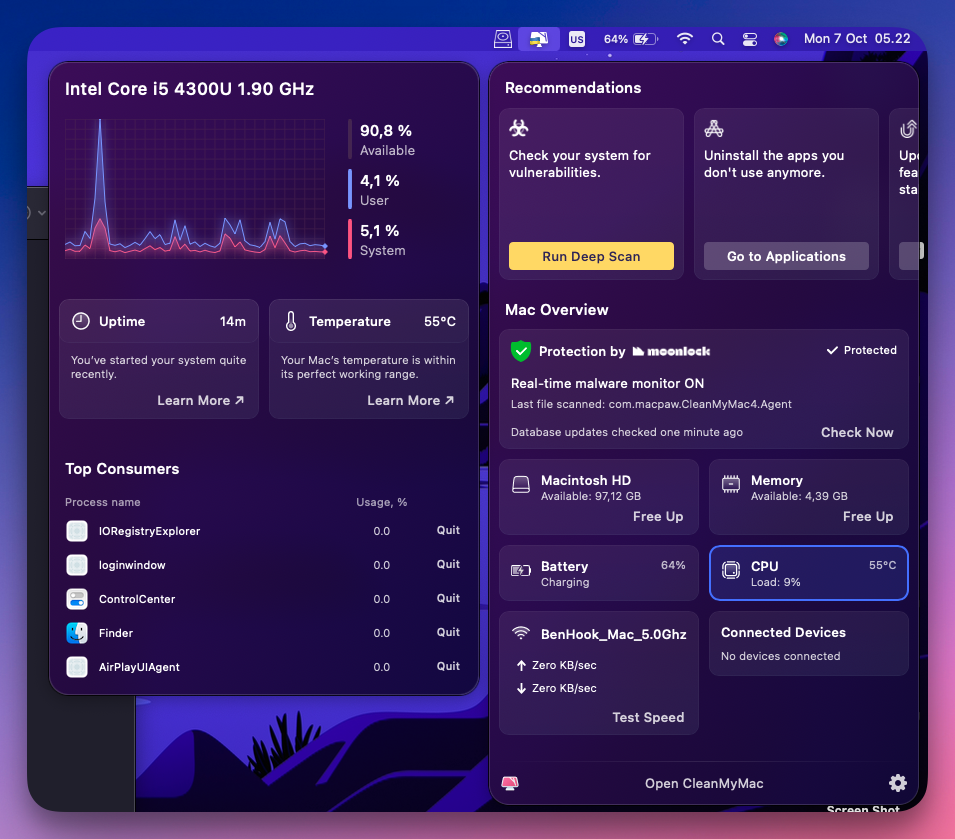 US
64%
Mon 7 Oct 05.22
Intel Core i5 4300U 1.90 GHz
90,8 %
Available
4,1 %
User
5,1 %
System
Uptime 14m
You've started your system quite
recently.
Learn More
Temperature 55°C
Your Mac's temperature is within
its perfect working range.
Learn More
Top Consumers
Process name Usage, %
IORegistryExplorer 0.0 Quit
loginwindow 0.0 Quit
ControlCenter 0.0 Quit
Finder 0.0 Quit
AirPlayUIAgent 0.0 Quit
Recommendations
Check your system for
vulnerabilities.
Run Deep Scan
Uninstall the apps you
don't use anymore.
Go to Applications
Mac Overview
Protection by moonlock Protected
Real-time malware monitor ON
Last file scanned: com.macpaw.CleanMyMac4.Agent
Database updates checked one minute ago Check Now
Macintosh HD
Available: 97,12 GB
Free Up
Memory
Available: 4,39 GB
Free Up
Battery 64%
Charging
CPU 55°C
Load: 9%
BenHook_Mac_5.0Ghz
Zero KB/sec
Zero KB/sec
Test Speed
Connected Devices
No devices connected
Open CleanMyMac
Screen Shot